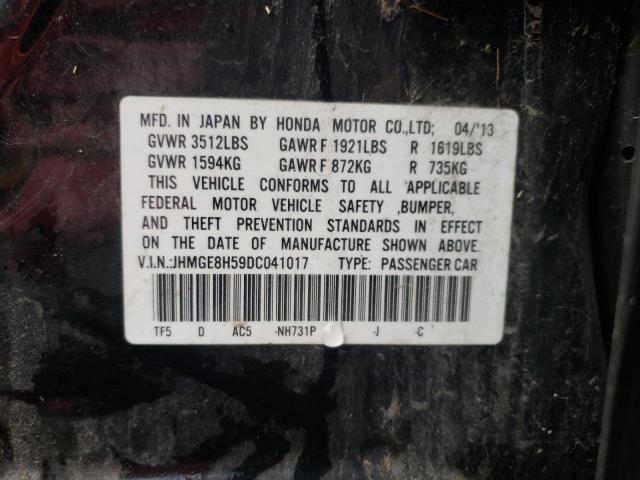 MFD. IN JAPAN BY HONDA MOTOR CO.,LTD; 04/'13
GVWR 3512LBS GAWR F 1921LBS R 1619LBS
GVWR 1594KG GAWR F 872KG R 735KG
THIS VEHICLE CONFORMS TO ALL APPLICABLE
FEDERAL MOTOR VEHICLE SAFETY ,BUMPER,
AND THEFT PREVENTION STANDARDS IN EFFECT
ON THE DATE OF MANUFACTURE SHOWN ABOVE.
V.I.N.:JHMGE8H59DC041017 TYPE: PASSENGER CAR
TF5 D AC5 -NH731P -J -C